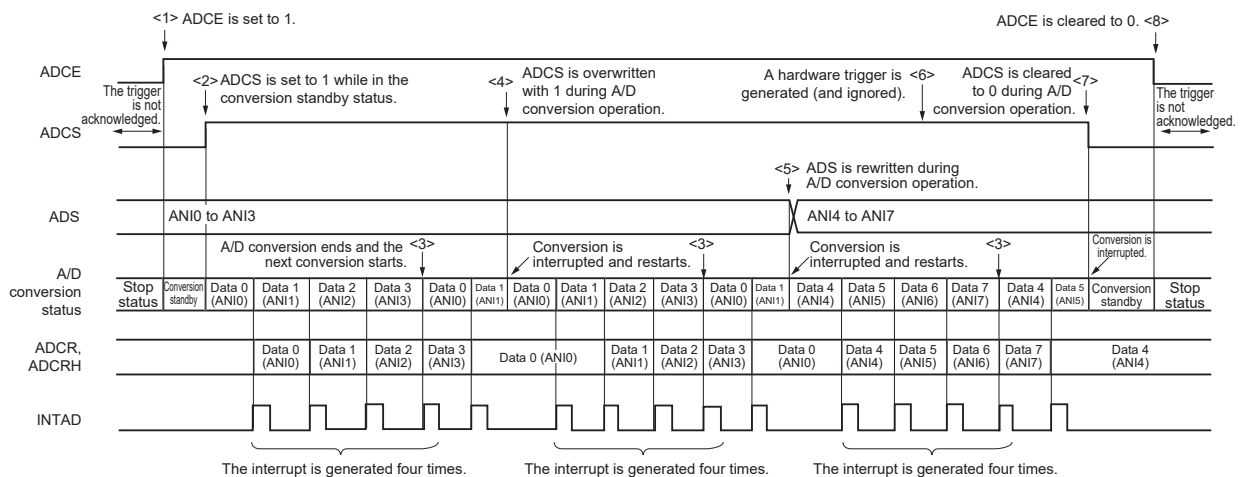 <1> ADCE is set to 1.
ADCE is cleared to 0. <8>
ADCE
The trigger
is not
acknowledged.
<2> ADCS is set to 1 while in the
conversion standby status.
<4> ADCS is overwritten
with 1 during A/D
conversion operation.
A hardware trigger is <6>
generated (and ignored).
ADCS is cleared <7>
to 0 during A/D
conversion operation.
The trigger
is not
acknowledged.
ADCS
<5> ADS is rewritten during
A/D conversion operation.
ADS
ANI0 to ANI3
ANI4 to ANI7
A/D conversion ends and the <3>
next conversion starts.
Conversion is
interrupted and restarts.
<3>
Conversion is
interrupted and restarts.
<3>
Conversion is
interrupted.
A/D
conversion
status
Stop
status
Conversion
standby
Data 0
(ANI0)
Data 1
(ANI1)
Data 2
(ANI2)
Data 3
(ANI3)
Data 0
(ANI0)
Data 1
(ANI1)
Data 0
(ANI0)
Data 1
(ANI1)
Data 2
(ANI2)
Data 3
(ANI3)
Data 0
(ANI0)
Data 1
(ANI1)
Data 4
(ANI4)
Data 5
(ANI5)
Data 6
(ANI6)
Data 7
(ANI7)
Data 4
(ANI4)
Data 5
(ANI5)
Conversion
standby
Stop
status
ADCR,
ADCRH
Data 0
(ANI0)
Data 1
(ANI1)
Data 2
(ANI2)
Data 3
(ANI3)
Data 0 (ANI0)
Data 1
(ANI1)
Data 2
(ANI2)
Data 3
(ANI3)
Data 0
(ANI0)
Data 4
(ANI4)
Data 5
(ANI5)
Data 6
(ANI6)
Data 7
(ANI7)
Data 4
(ANI4)
INTAD
The interrupt is generated four times.
The interrupt is generated four times.
The interrupt is generated four times.